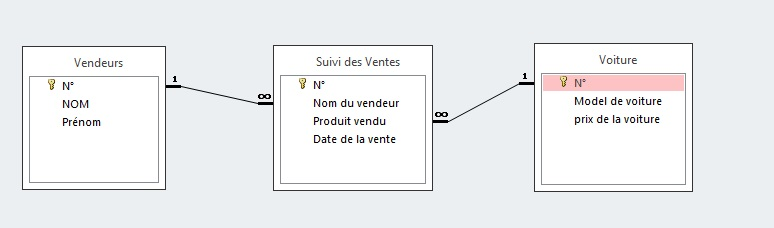 Vendeurs
N°
NOM
Prénom
1
∞
Suivi des Ventes
N°
Nom du vendeur
Produit vendu
Date de la vente
∞
1
Voiture
N°
Model de voiture
prix de la voiture